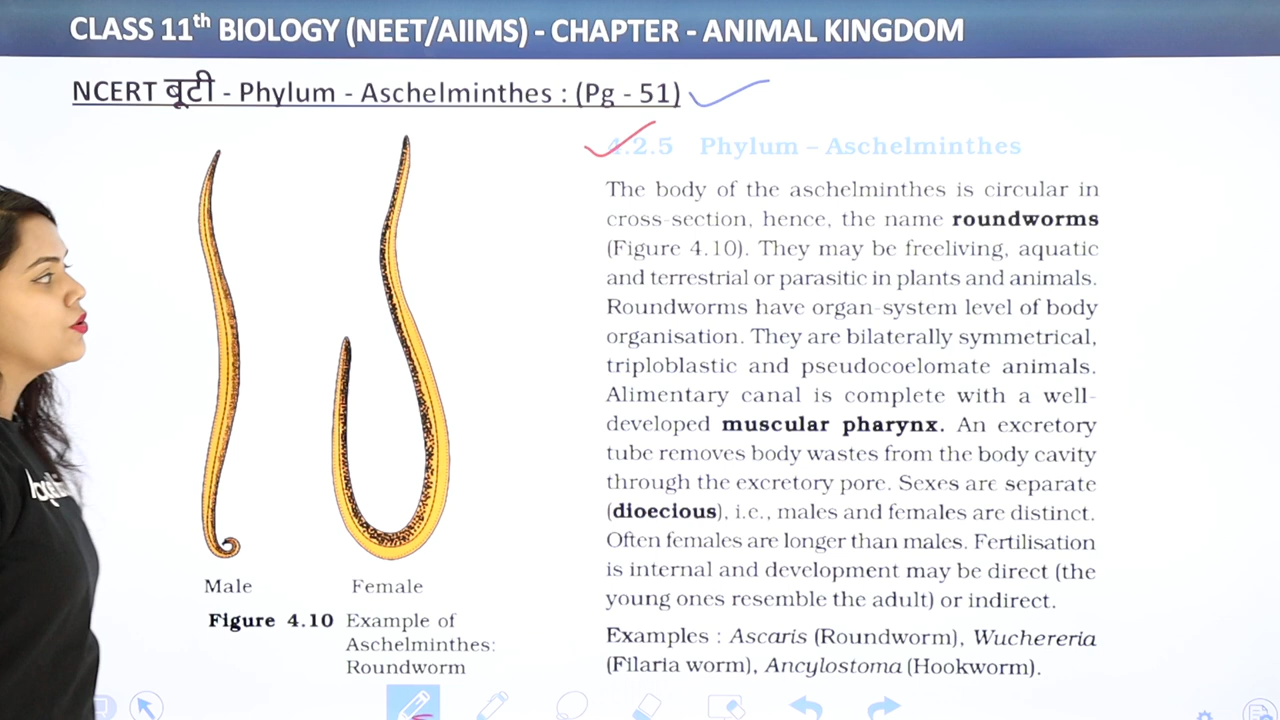 CLASS 11th BIOLOGY (NEET/AIIMS) - CHAPTER - ANIMAL KINGDOM
NCERT बूटी - Phylum - Aschelminthes : (Pg - 51)
4.2.5 Phylum – Aschelminthes
The body of the aschelminthes is circular in
cross-section, hence, the name roundworms
(Figure 4.10). They may be freeliving, aquatic
and terrestrial or parasitic in plants and animals.
Roundworms have organ-system level of body
organisation. They are bilaterally symmetrical,
triploblastic and pseudocoelomate animals.
Alimentary canal is complete with a well-
developed muscular pharynx. An excretory
tube removes body wastes from the body cavity
through the excretory pore. Sexes are separate
(dioecious), i.e., males and females are distinct.
Often females are longer than males. Fertilisation
is internal and development may be direct (the
young ones resemble the adult) or indirect.
Examples : Ascaris (Roundworm), Wuchereria
(Filaria worm), Ancylostoma (Hookworm).
Male
Female
Figure 4.10 Example of
Aschelminthes:
Roundworm